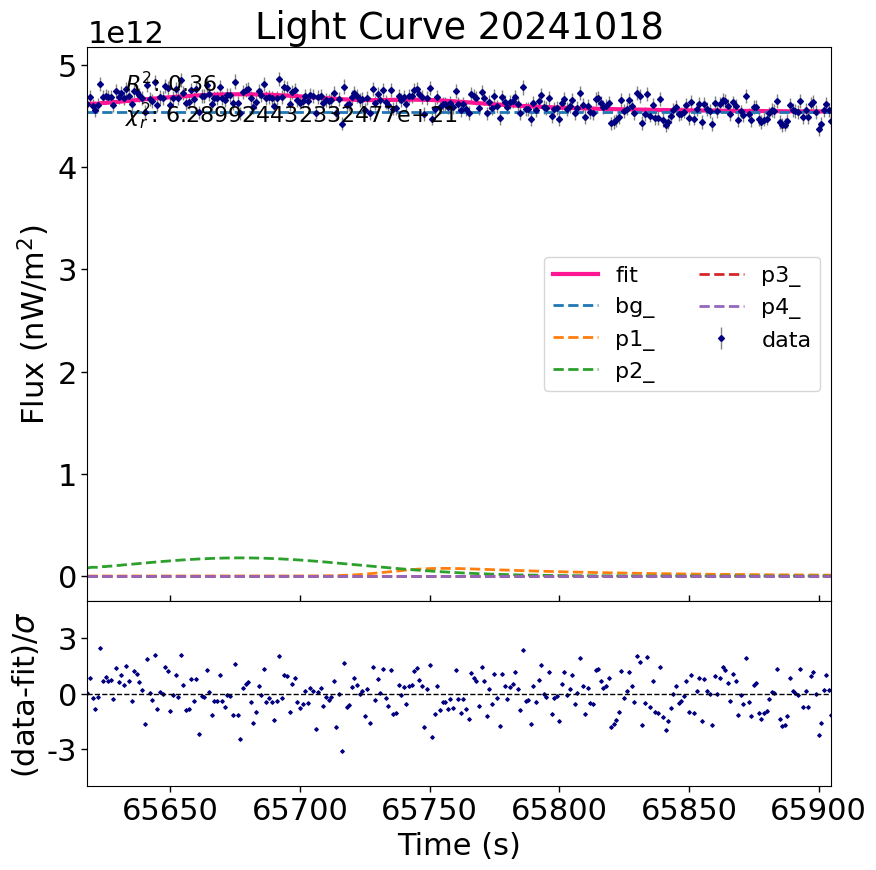 Light Curve 20241018
1e12
R²: 0.36
χ²ᵣ: 6.289924432332477e+21
5
4
3
2
1
0
Flux (nW/m²)
fit
bg_
p1_
p2_
p3_
p4_
data
3
0
-3
(data-fit)/σ
65650 65700 65750 65800 65850 65900
Time (s)